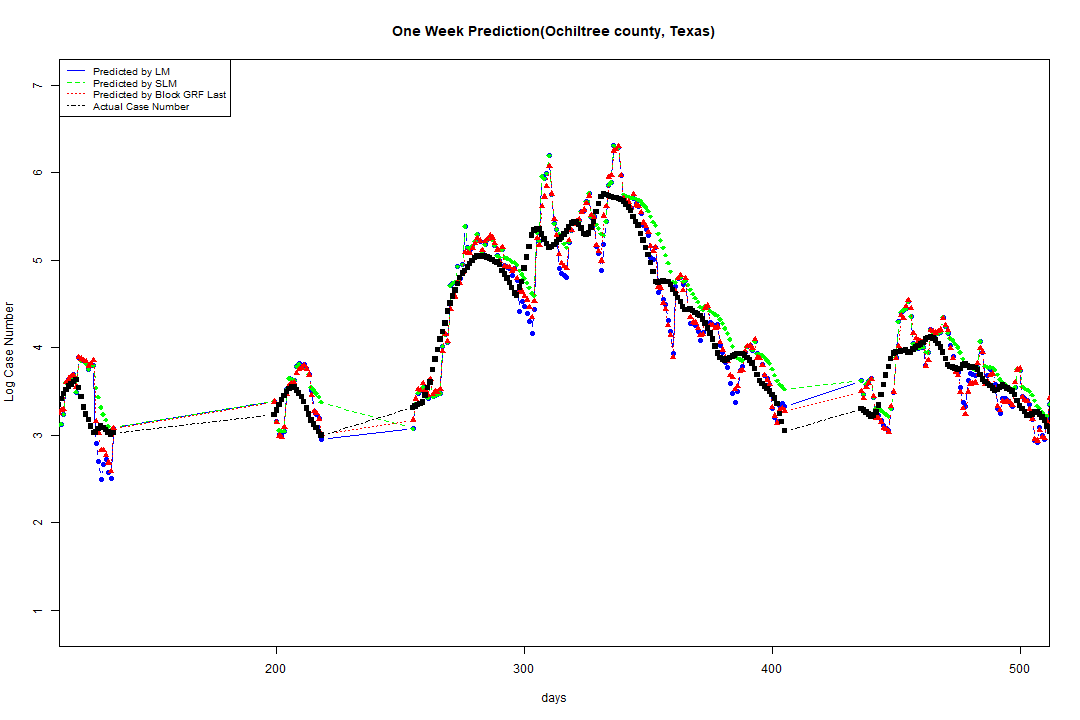 One Week Prediction(Ochiltree county, Texas)
Predicted by LM
Predicted by SLM
Predicted by Block GRF Last
Actual Case Number
7
6
5
4
3
2
1
Log Case Number
200 300 400 500
days